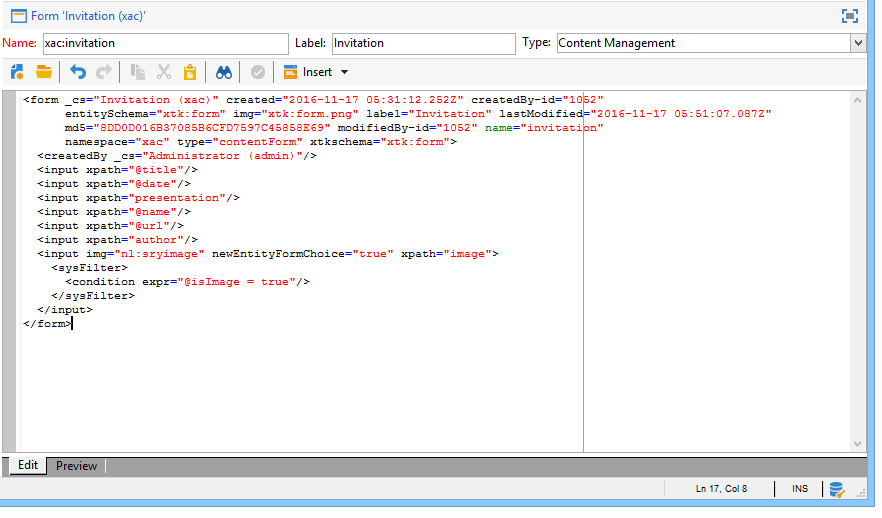 Form 'Invitation (xac)'
Name: xac:invitation Label: Invitation Type: Content Management
Insert
<form _cs="Invitation (xac)" created="2016-11-17 05:31:12.252Z" createdBy-id="1052"
entitySchema="xtk:form" img="xtk:form.png" label="Invitation" lastModified="2016-11-17 05:51:07.087Z"
md5="8DD0D016B37085B6CFD7597C45858E69" modifiedBy-id="1052" name="invitation"
namespace="xac" type="contentForm" xtkschema="xtk:form">
<createdBy _cs="Administrator (admin)"/>
<input xpath="@title"/>
<input xpath="@date"/>
<input xpath="presentation"/>
<input xpath="@name"/>
<input xpath="@url"/>
<input xpath="author"/>
<input img="nl:sryimage" newEntityFormChoice="true" xpath="image">
<sysFilter>
<condition expr="@isImage = true"/>
</sysFilter>
</input>
</form>
Edit Preview
Ln 17, Col 8 INS